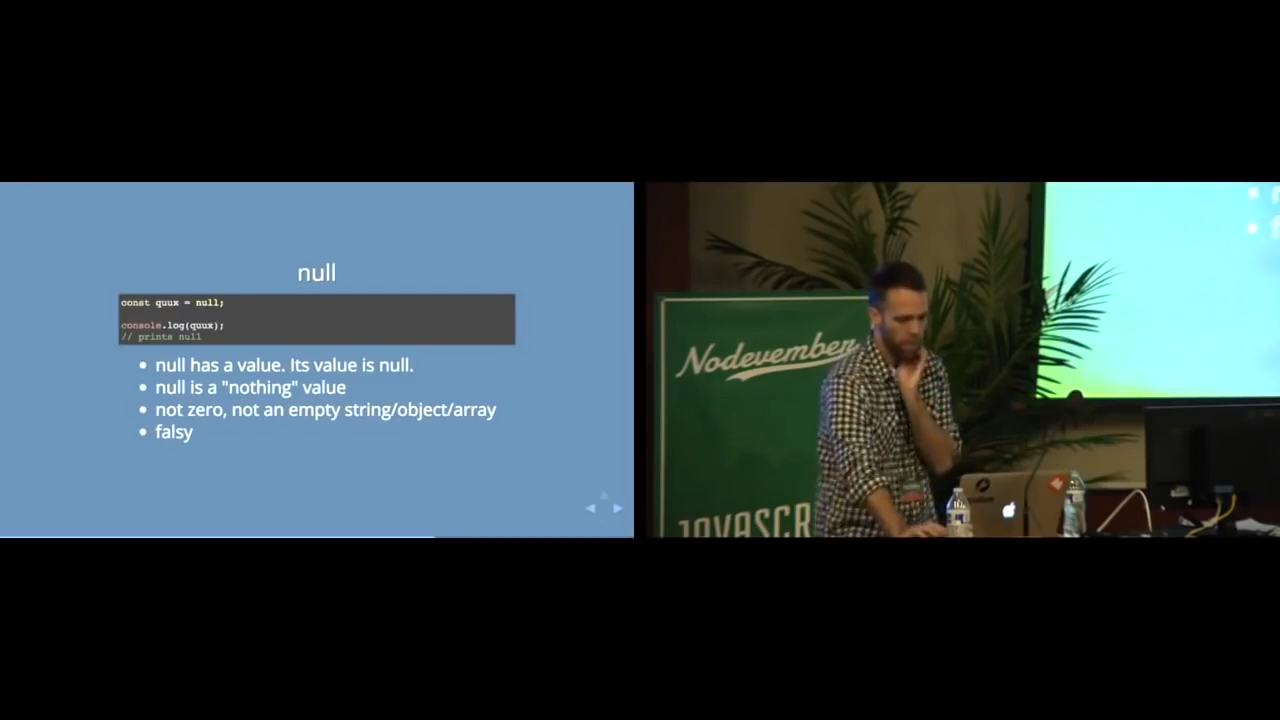 null
const quux = null;
console.log(quux);
// prints null
• null has a value. Its value is null.
• null is a "nothing" value
• not zero, not an empty string/object/array
• falsy
Nodevember
JAVASCR